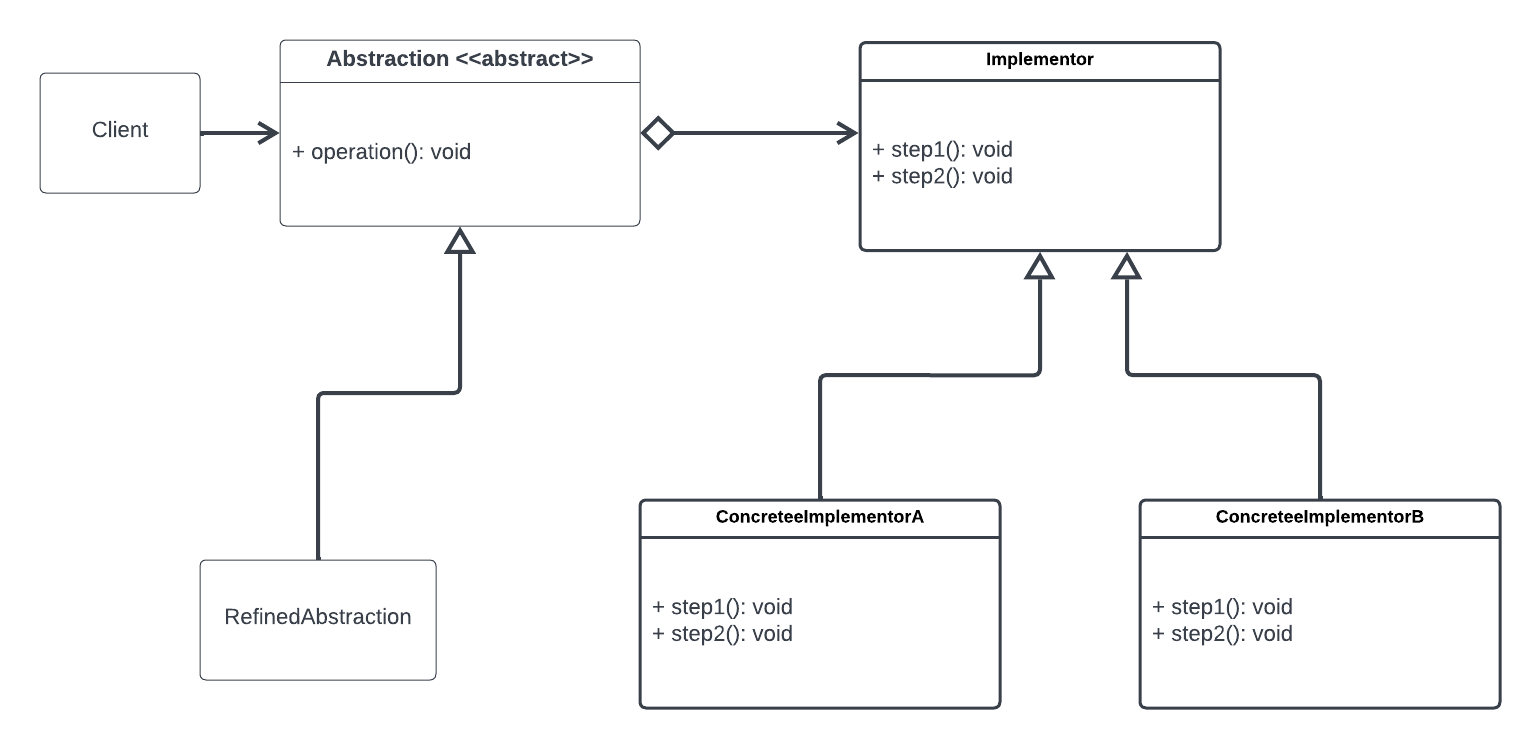 Client
Abstraction <<abstract>>
+ operation(): void
Implementor
+ step1(): void
+ step2(): void
RefinedAbstraction
ConcreteeImplementorA
+ step1(): void
+ step2(): void
ConcreteeImplementorB
+ step1(): void
+ step2(): void